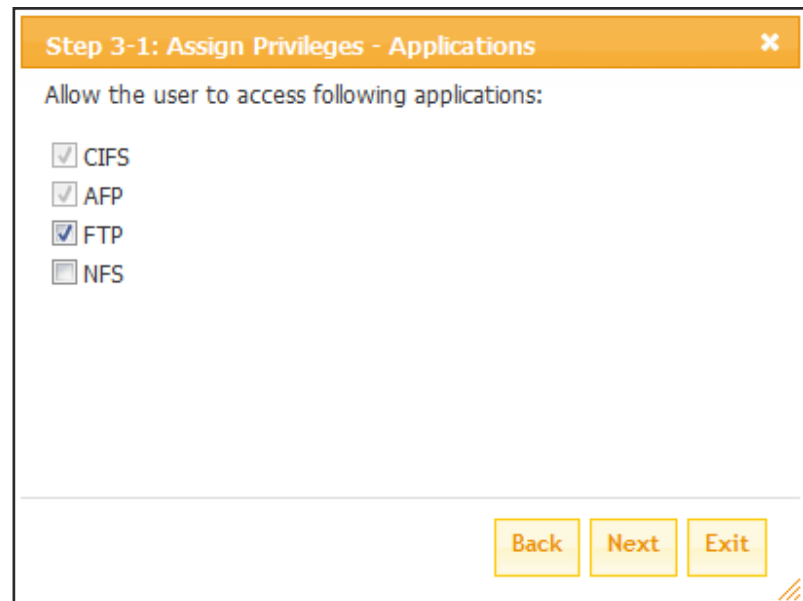 Step 3-1: Assign Privileges - Applications
Allow the user to access following applications:
CIFS
AFP
FTP
NFS
Back Next Exit